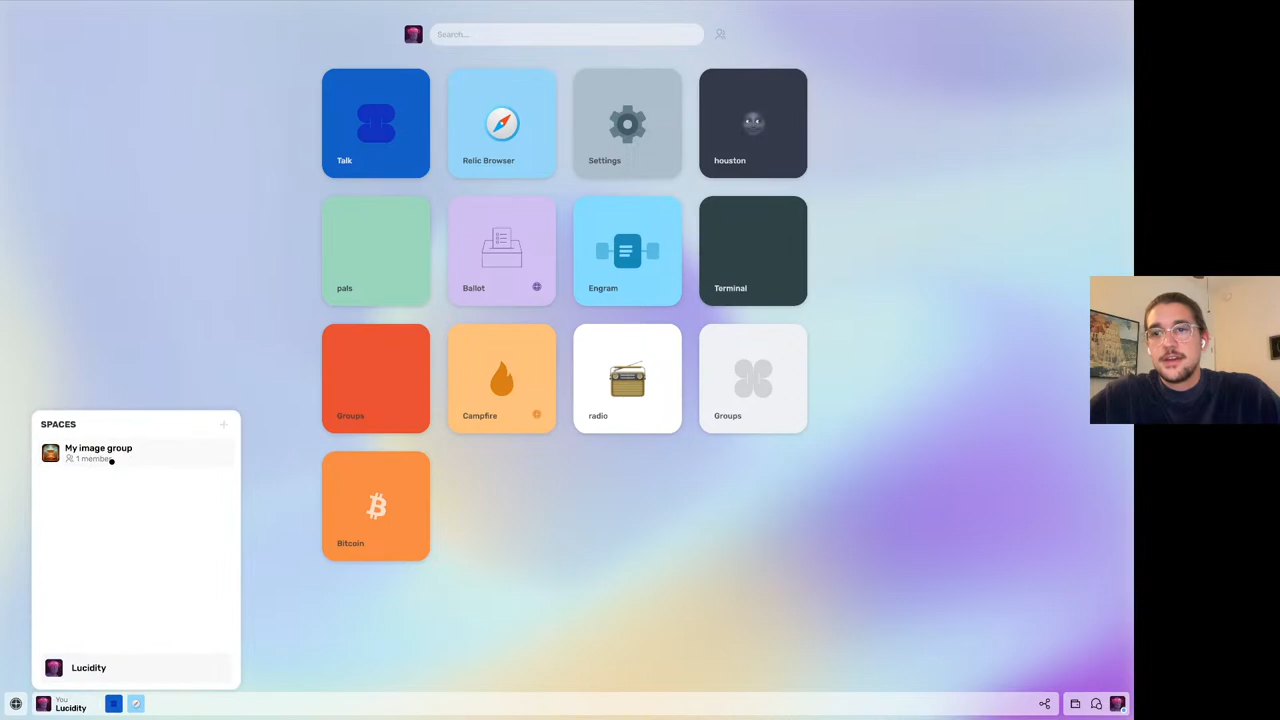 Search...
Talk
Relic Browser
Settings
houston
pals
Ballot
Engram
Terminal
Groups
Campfire
radio
Groups
Bitcoin
SPACES
My image group
1 member
Lucidity
You
Lucidity